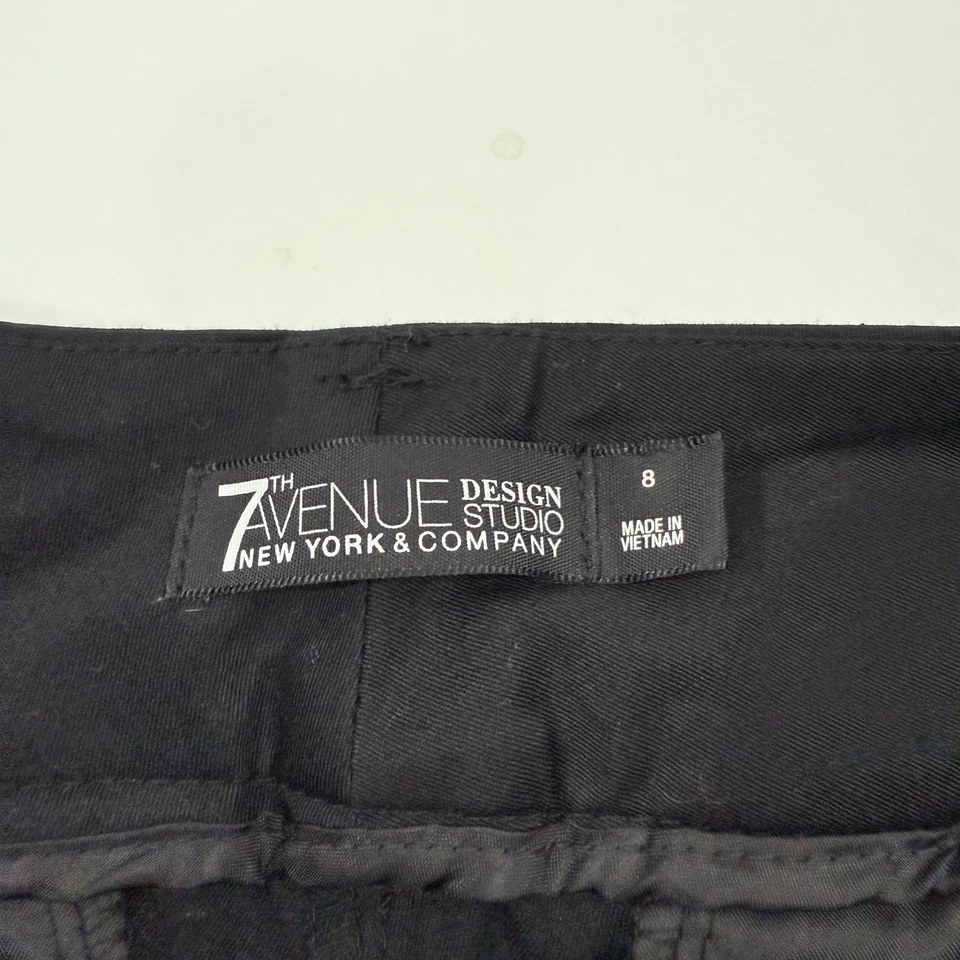 7TH AVENUE DESIGN STUDIO
NEW YORK & COMPANY
8
MADE IN
VIETNAM